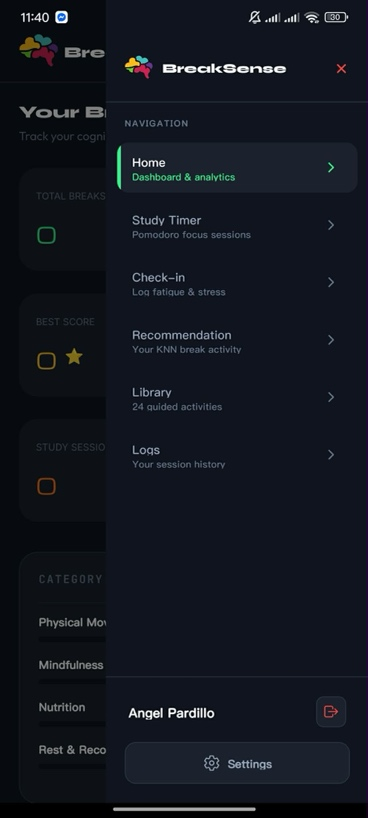 11:40
30
Bre
BreakSense
Your B
Track your cogni
NAVIGATION
Home
Dashboard & analytics
TOTAL BREAKS
Study Timer
Pomodoro focus sessions
Check-in
Log fatigue & stress
BEST SCORE
Recommendation
Your KNN break activity
Library
24 guided activities
STUDY SESSIO
Logs
Your session history
CATEGORY
Physical Mov
Mindfulness
Nutrition
Rest & Reco
Angel Pardillo
Settings